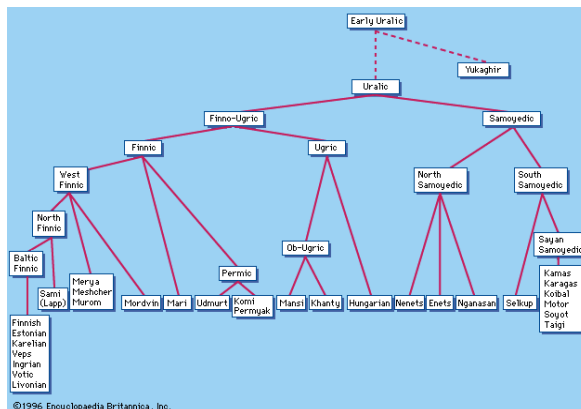 Early Uralic
Yukaghir
Uralic
Finno-Ugric
Samoyedic
Finnic
Ugric
West
Finnic
North
Samoyedic
South
Samoyedic
North
Finnic
Baltic
Finnic
Ob-Ugric
Sayan
Samoyedic
Permic
Sami
(Lapp)
Merya
Meshcher
Murom
Mordvin
Mari
Udmurt
Komi
Permyak
Mansi
Khanty
Hungarian
Nenets
Enets
Nganasan
Selkup
Kamas
Karagas
Koibal
Motor
Soyot
Taigi
Finnish
Estonian
Karelian
Veps
Ingrian
Votic
Livonian
©1996 Encyclopaedia Britannica, Inc.